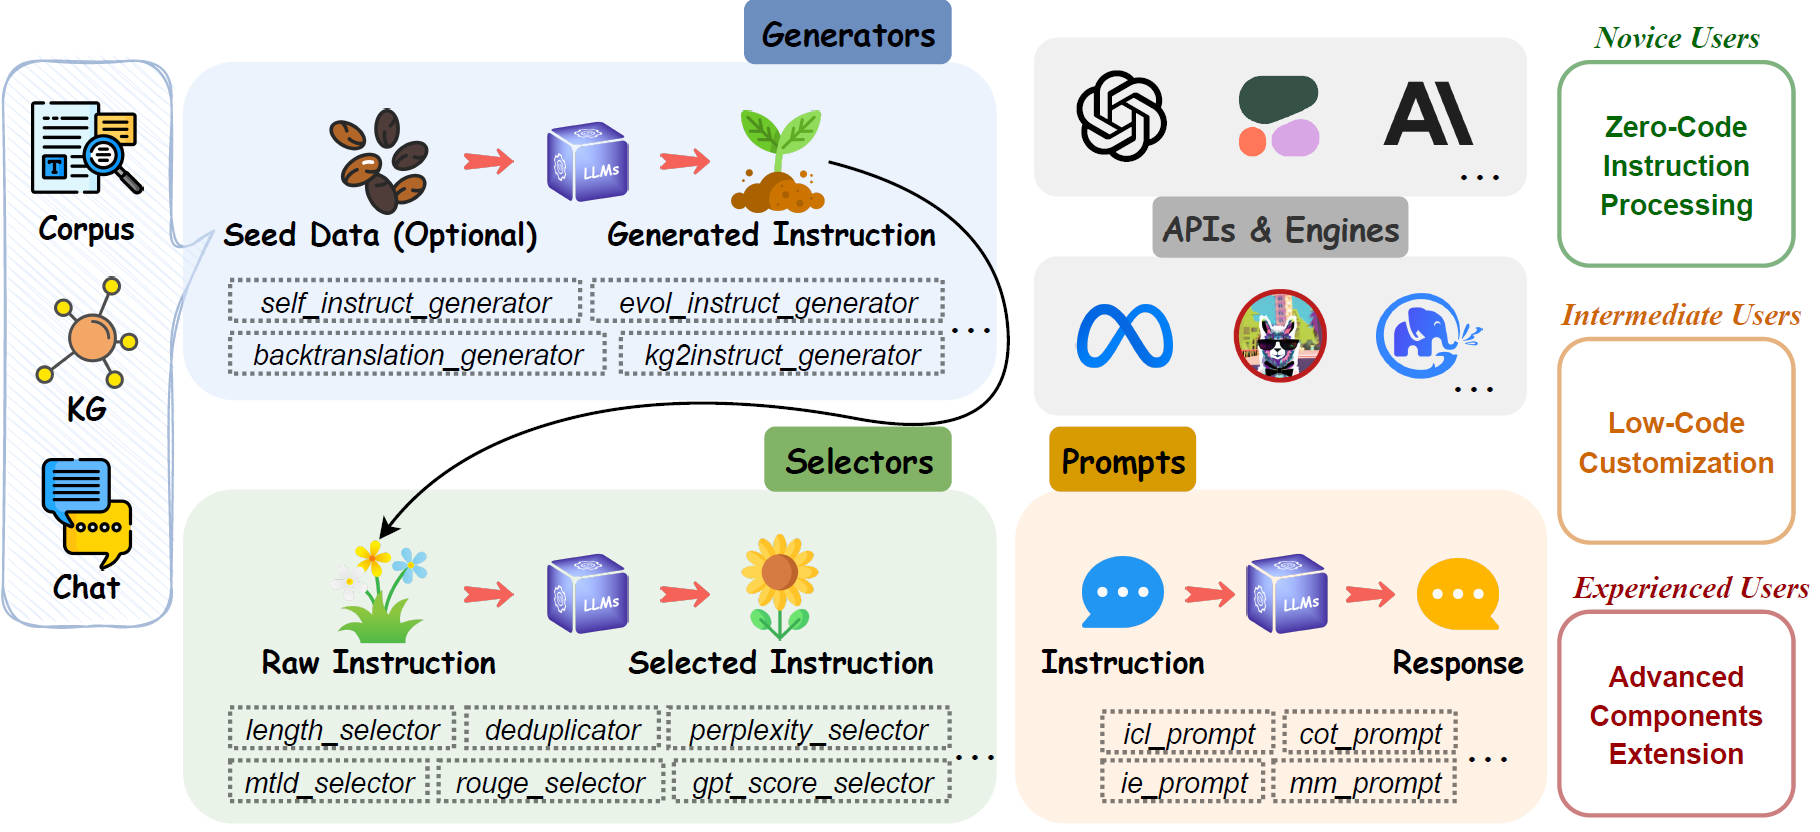 Generators
Corpus
KG
Chat
LLMs
Seed Data (Optional)
Generated Instruction
self_instruct_generator
evol_instruct_generator
...
backtranslation_generator
kg2instruct_generator
Selectors
LLMs
Raw Instruction
Selected Instruction
length_selector
deduplicator
perplexity_selector
...
mtld_selector
rouge_selector
gpt_score_selector
...
APIs & Engines
...
Prompts
LLMs
Instruction
Response
icl_prompt
cot_prompt
...
ie_prompt
mm_prompt
Novice Users
Zero-Code
Instruction
Processing
Intermediate Users
Low-Code
Customization
Experienced Users
Advanced
Components
Extension